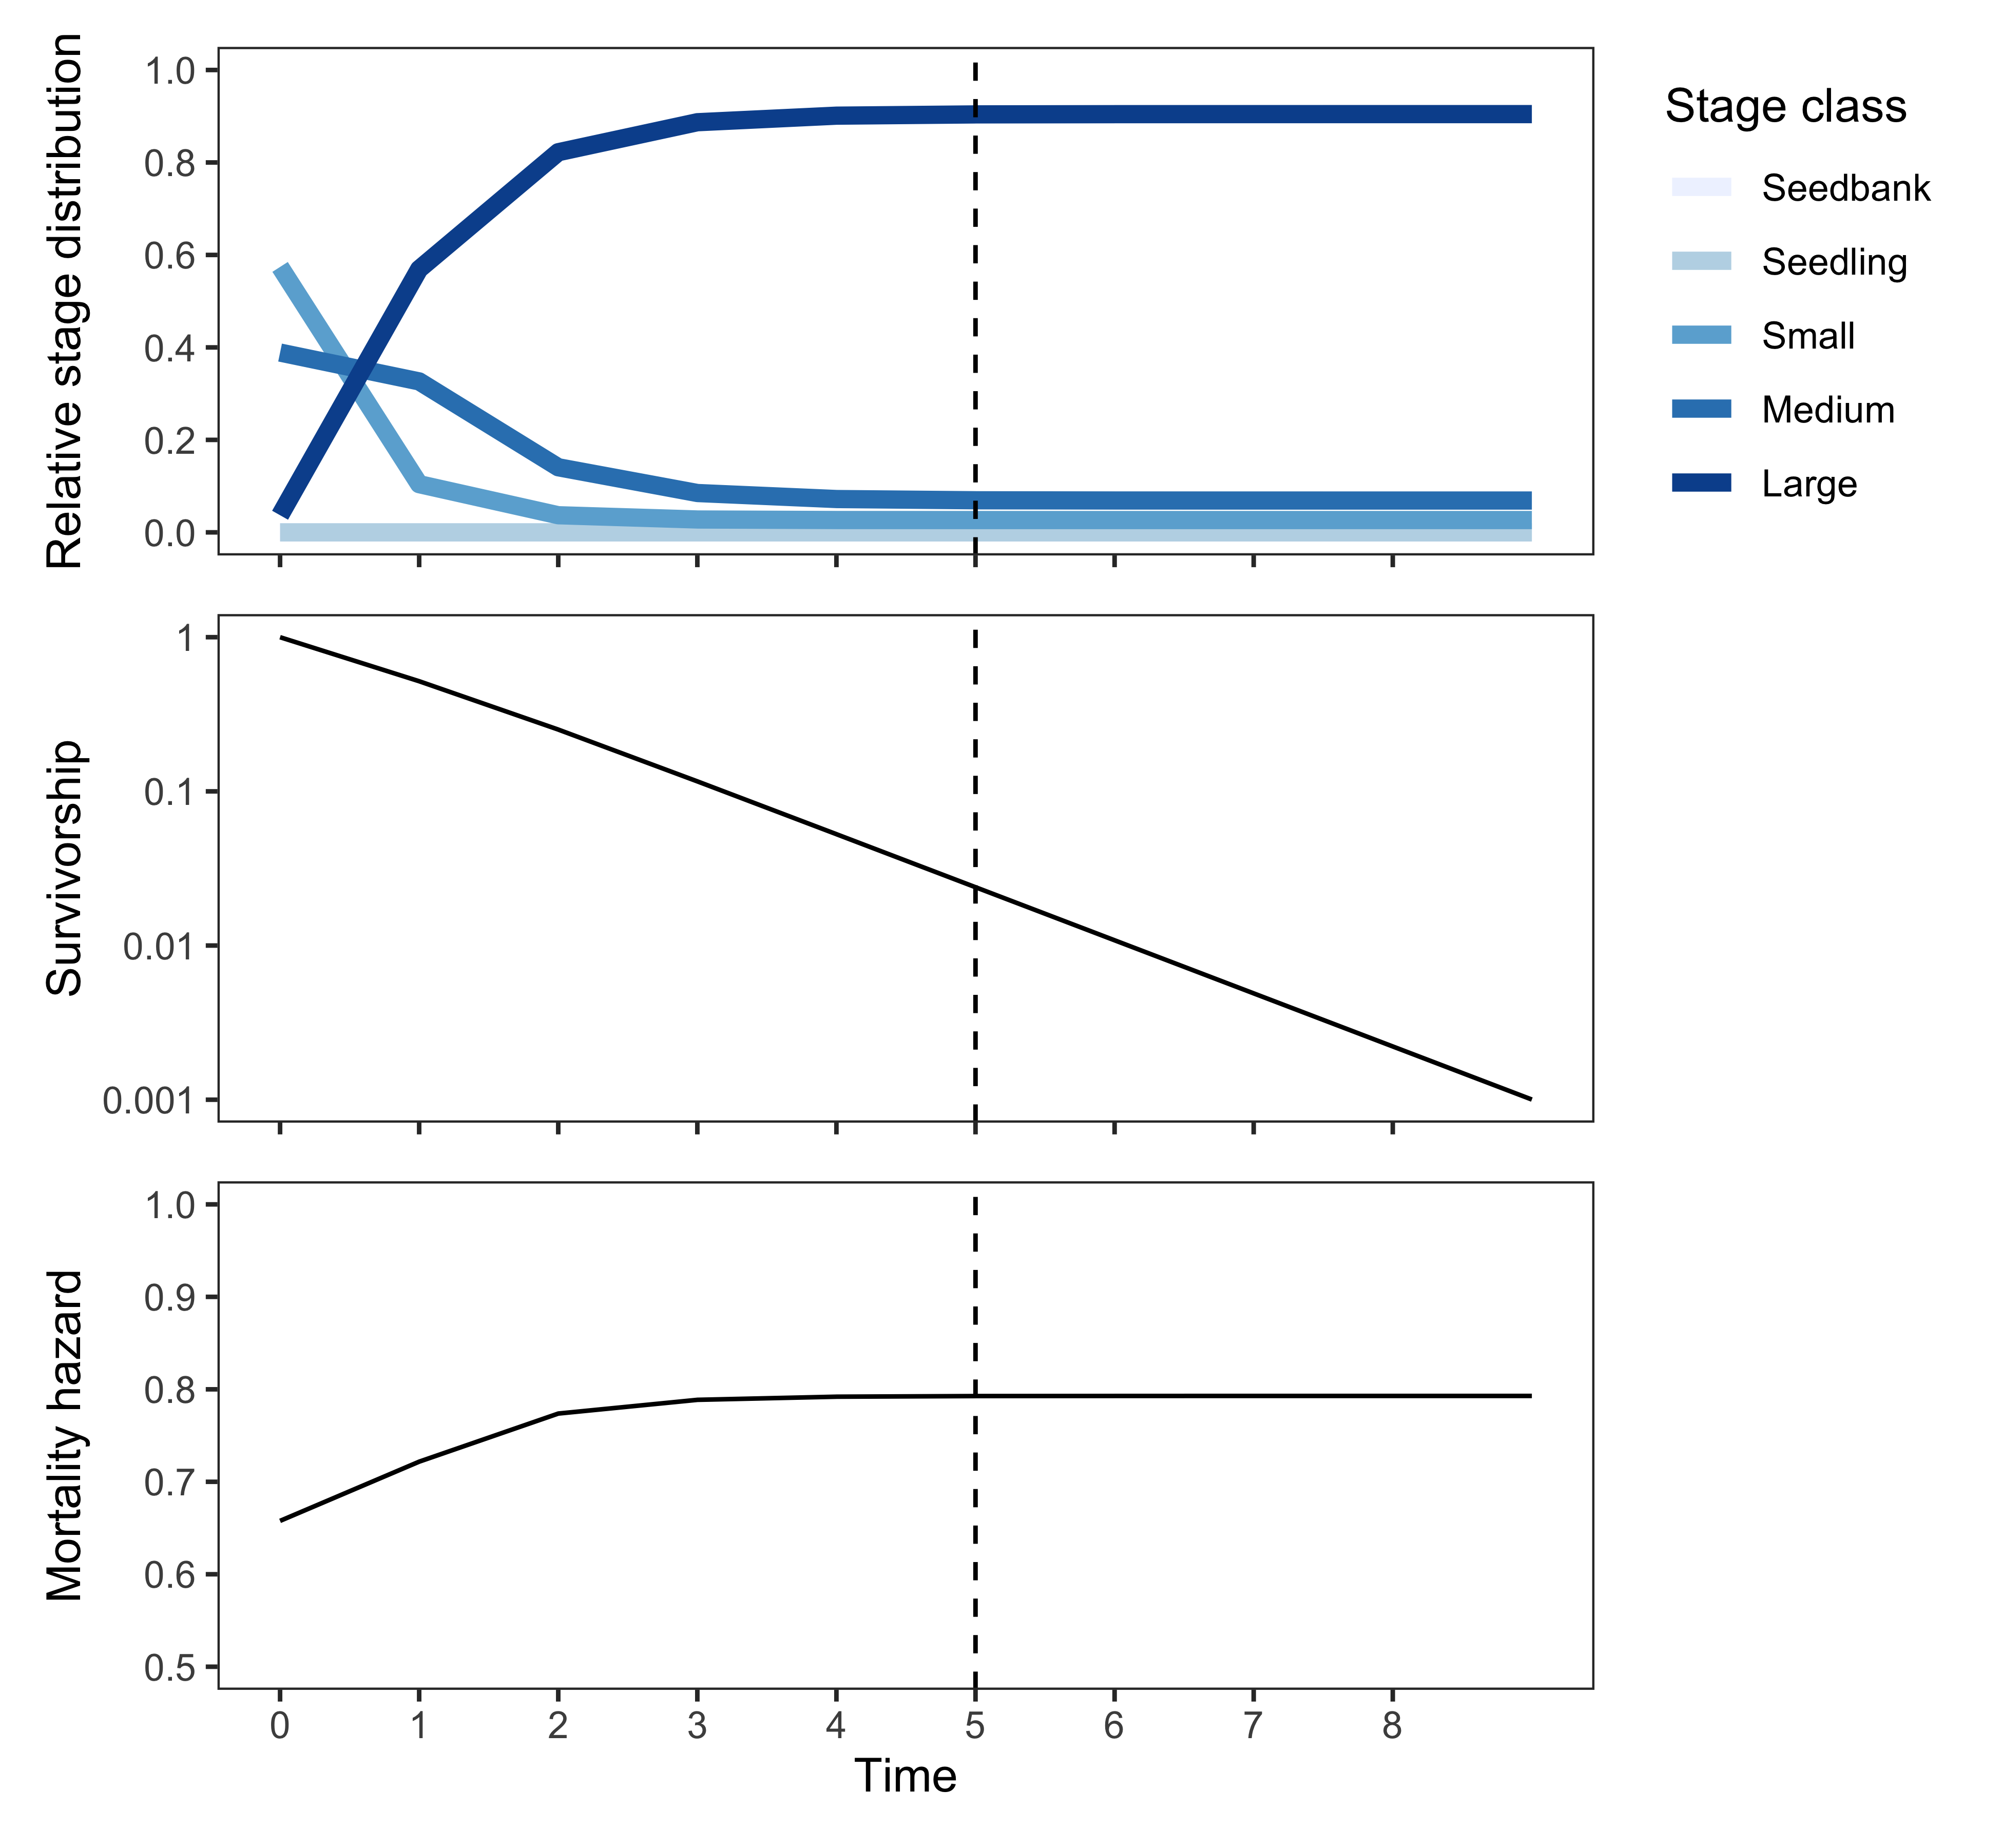 Relative stage distribution
1.0
0.8
0.6
0.4
0.2
0.0
Stage class
Seedbank
Seedling
Small
Medium
Large
Survivorship
1
0.1
0.01
0.001
Mortality hazard
1.0
0.9
0.8
0.7
0.6
0.5
0 1 2 3 4 5 6 7 8
Time